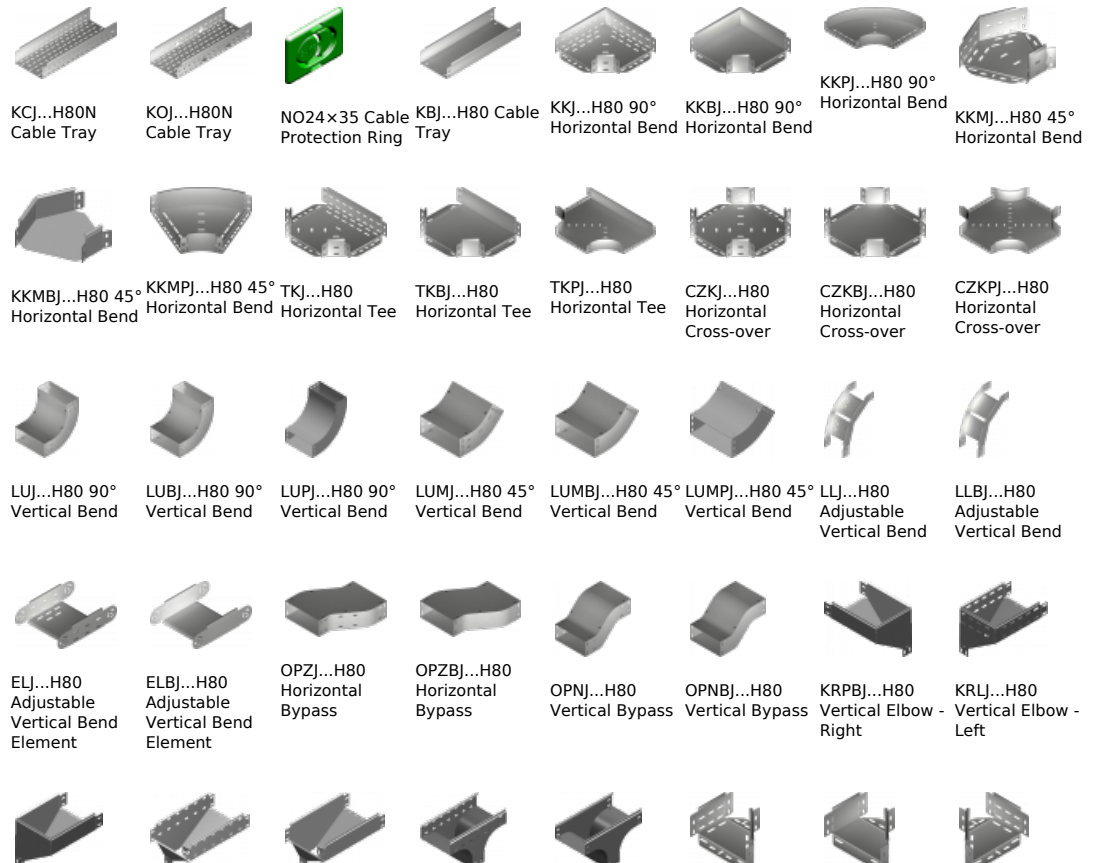 KCJ...H80N
Cable Tray
KOJ...H80N
Cable Tray
NO24×35 Cable
Protection Ring
KBJ...H80 Cable
Tray
KKJ...H80 90°
Horizontal Bend
KKBJ...H80 90°
Horizontal Bend
KKPJ...H80 90°
Horizontal Bend
KKMJ...H80 45°
Horizontal Bend
KKMBJ...H80 45°
Horizontal Bend
KKMPJ...H80 45°
Horizontal Bend
TKJ...H80
Horizontal Tee
TKBJ...H80
Horizontal Tee
TKPJ...H80
Horizontal Tee
CZKJ...H80
Horizontal
Cross-over
CZKBJ...H80
Horizontal
Cross-over
CZKPJ...H80
Horizontal
Cross-over
LUJ...H80 90°
Vertical Bend
LUBJ...H80 90°
Vertical Bend
LUPJ...H80 90°
Vertical Bend
LUMJ...H80 45°
Vertical Bend
LUMBJ...H80 45°
Vertical Bend
LUMPJ...H80 45°
Vertical Bend
LLJ...H80
Adjustable
Vertical Bend
LLBJ...H80
Adjustable
Vertical Bend
ELJ...H80
Adjustable
Vertical Bend
Element
ELBJ...H80
Adjustable
Vertical Bend
Element
OPZJ...H80
Horizontal
Bypass
OPZBJ...H80
Horizontal
Bypass
OPNJ...H80
Vertical Bypass
OPNBJ...H80
Vertical Bypass
KRPBJ...H80
Vertical Elbow -
Right
KRLJ...H80
Vertical Elbow -
Left